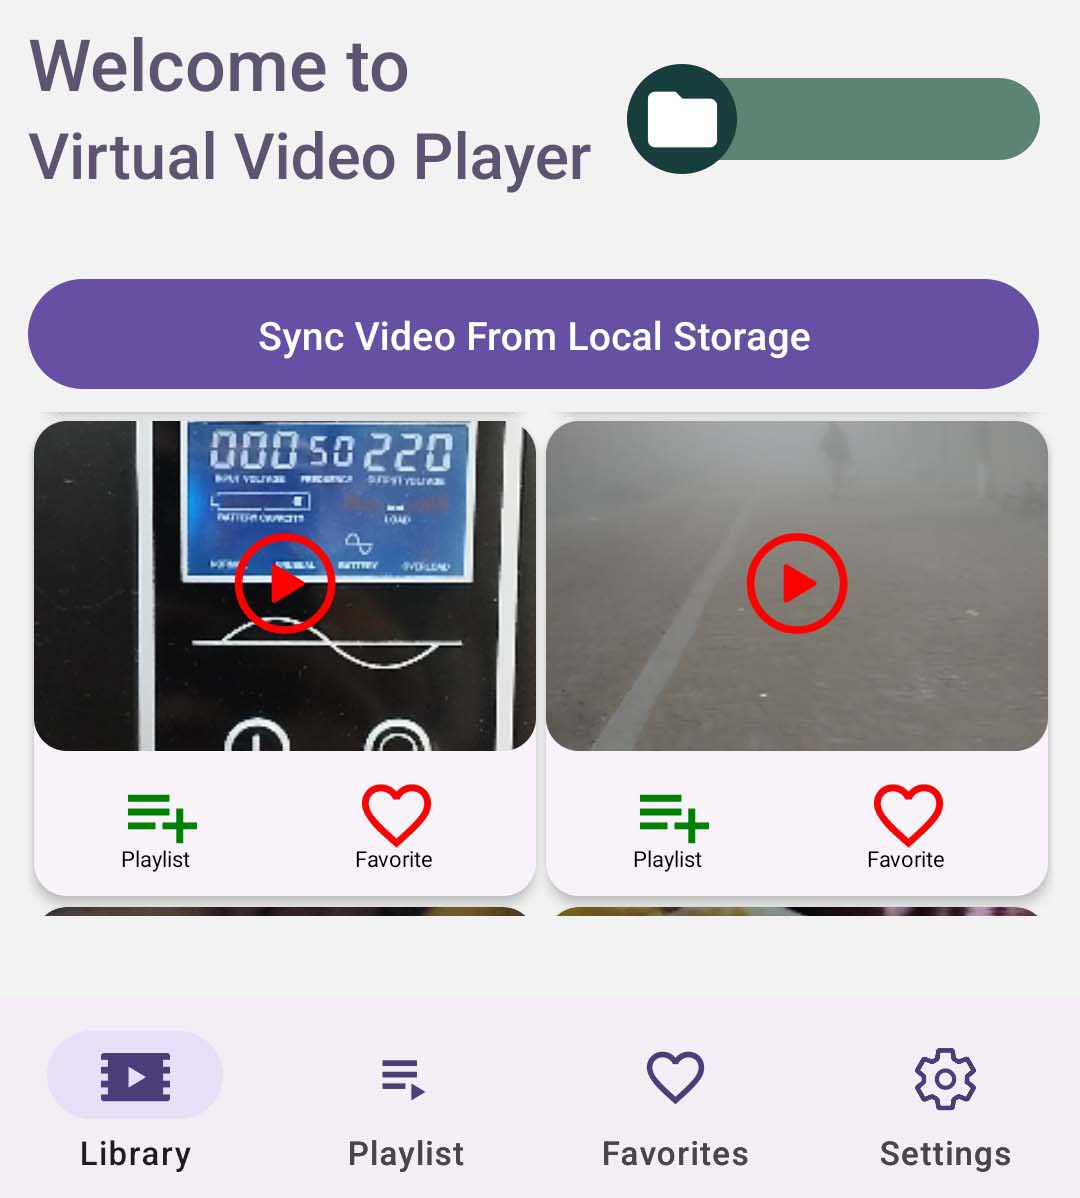 Welcome to
Virtual Video Player
Sync Video From Local Storage
000 50 220
INPUT VOLTAGE FREQUENCY OUTPUT VOLTAGE
BATTERY CAPACITY
LOAD
BATTERY OVERLOAD
Playlist Favorite Playlist Favorite
Library Playlist Favorites Settings